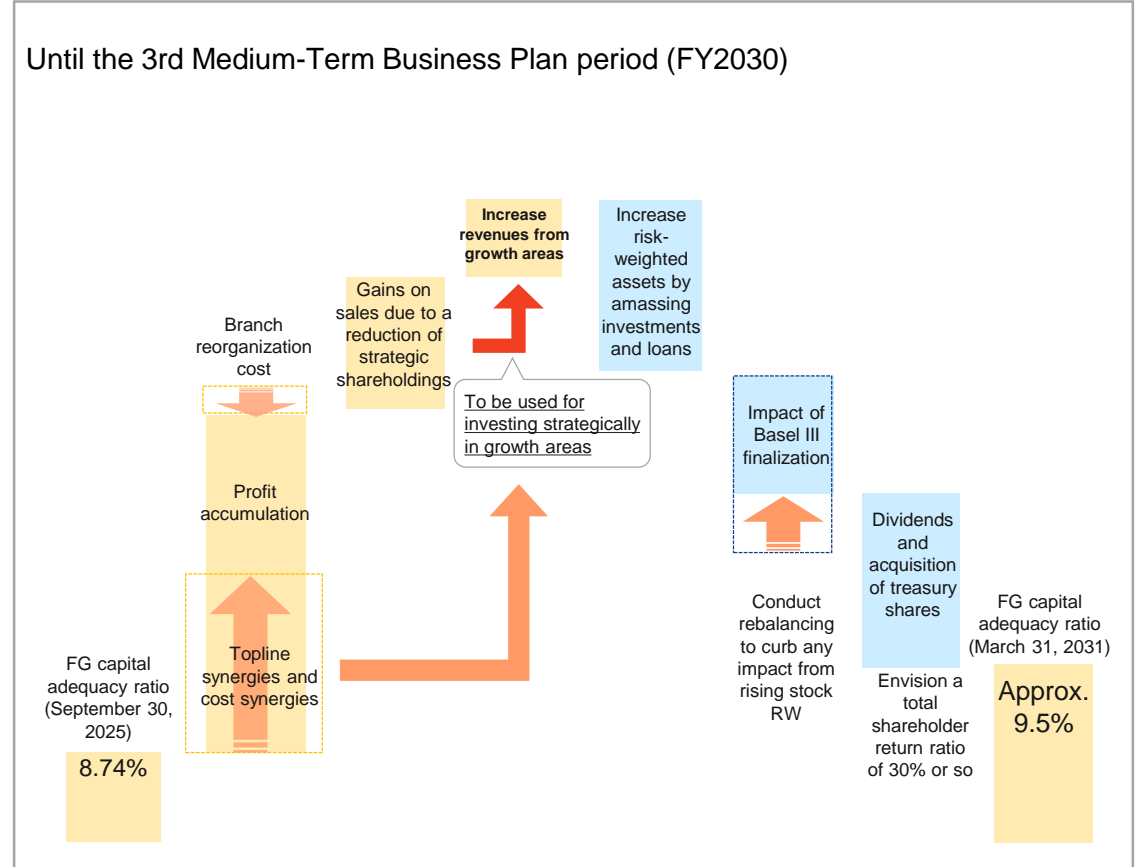 Until the 3rd Medium-Term Business Plan period (FY2030)
FG capital
adequacy ratio
(September 30,
2025)
8.74%
Branch
reorganization
cost
Profit
accumulation
Topline
synergies and
cost synergies
Gains on
sales due to a
reduction of
strategic
shareholdings
Increase
revenues from
growth areas
To be used for
investing strategically
in growth areas
Increase
risk-
weighted
assets by
amassing
investments
and loans
Impact of
Basel III
finalization
Conduct
rebalancing
to curb any
impact from
rising stock
RW
Dividends
and
acquisition
of treasury
shares
Envision a
total
shareholder
return ratio
of 30% or so
FG capital
adequacy ratio
(March 31, 2031)
Approx.
9.5%